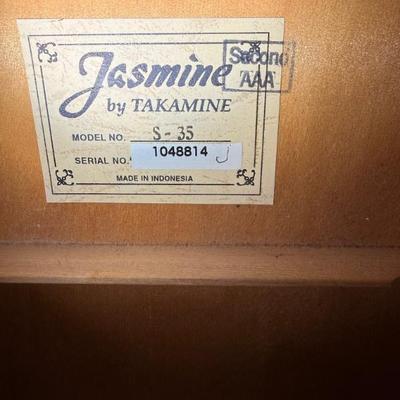 Jasmine
by TAKAMINE
Second
"AAA"
MODEL NO. S-35
SERIAL NO. 1048814 J
MADE IN INDONESIA